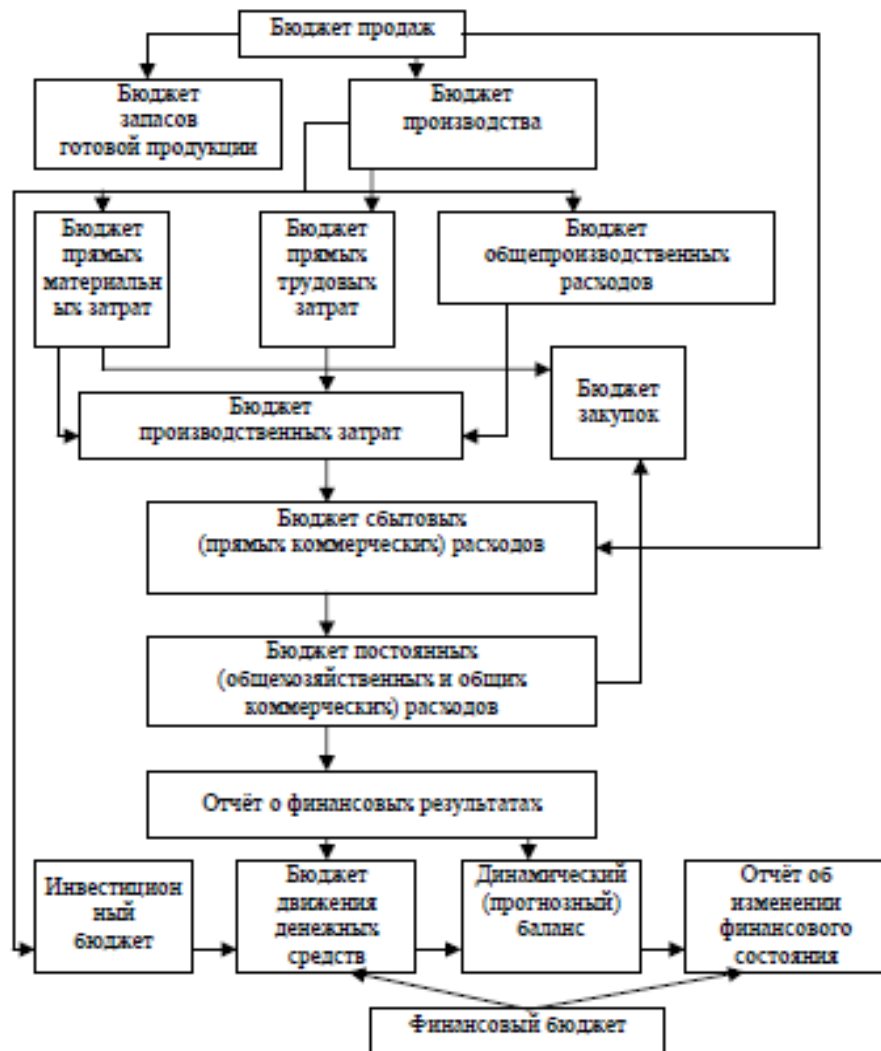 Бюджет продаж
Бюджет
запасов
готовой продукции
Бюджет
производства
Бюджет
прямых
материальн
ых затрат
Бюджет
прямых
трудовых
затрат
Бюджет
общепроизводственных
расходов
Бюджет
закупок
Бюджет
производственных затрат
Бюджет сбытовых
(прямых коммерческих) расходов
Бюджет постоянных
(общехозяйственных и общих
коммерческих) расходов
Отчёт о финансовых результатах
Инвестицион
ный
бюджет
Бюджет
движения
денежных
средств
Динамический
(прогнозный)
баланс
Отчёт об
изменении
финансового
состояния
Финансовый бюджет